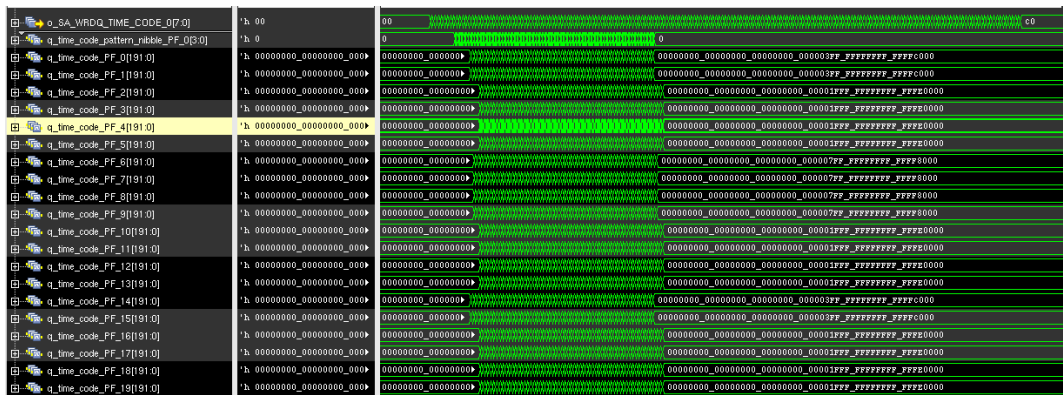 o_SA_WRDQ_TIME_CODE_0[7:0] 'h 00 00 c0
q_time_code_pattern_nibble_PF_0[3:0] 'h 0 0 0
q_time_code_PF_0[191:0] 'h 00000000_00000000_000 00000000_000000 00000000_00000000_00000000_000003FF_FFFFFFFF_FFFFC000
q_time_code_PF_1[191:0] 'h 00000000_00000000_000 00000000_000000 00000000_00000000_00000000_000003FF_FFFFFFFF_FFFFC000
q_time_code_PF_2[191:0] 'h 00000000_00000000_000 00000000_00000000 00000000_00000000_00000000_00001FFF_FFFFFFFF_FFFE0000
q_time_code_PF_3[191:0] 'h 00000000_00000000_000 00000000_00000000 00000000_00000000_00000000_00001FFF_FFFFFFFF_FFFE0000
q_time_code_PF_4[191:0] 'h 00000000_00000000_000 00000000_00000000 00000000_00000000_00000000_00001FFF_FFFFFFFF_FFFE0000
q_time_code_PF_5[191:0] 'h 00000000_00000000_000 00000000_00000000 00000000_00000000_00000000_00001FFF_FFFFFFFF_FFFE0000
q_time_code_PF_6[191:0] 'h 00000000_00000000_000 00000000_0000000 00000000_00000000_00000000_000007FF_FFFFFFFF_FFFF8000
q_time_code_PF_7[191:0] 'h 00000000_00000000_000 00000000_0000000 00000000_00000000_00000000_000007FF_FFFFFFFF_FFFF8000
q_time_code_PF_8[191:0] 'h 00000000_00000000_000 00000000_0000000 00000000_00000000_00000000_000007FF_FFFFFFFF_FFFF8000
q_time_code_PF_9[191:0] 'h 00000000_00000000_000 00000000_0000000 00000000_00000000_00000000_000007FF_FFFFFFFF_FFFF8000
q_time_code_PF_10[191:0] 'h 00000000_00000000_000 00000000_00000000 00000000_00000000_00000000_00001FFF_FFFFFFFF_FFFE0000
q_time_code_PF_11[191:0] 'h 00000000_00000000_000 00000000_00000000 00000000_00000000_00000000_00001FFF_FFFFFFFF_FFFE0000
q_time_code_PF_12[191:0] 'h 00000000_00000000_000 00000000_00000000 00000000_00000000_00000000_00001FFF_FFFFFFFF_FFFE0000
q_time_code_PF_13[191:0] 'h 00000000_00000000_000 00000000_00000000 00000000_00000000_00000000_00001FFF_FFFFFFFF_FFFE0000
q_time_code_PF_14[191:0] 'h 00000000_00000000_000 00000000_000000 00000000_00000000_00000000_000003FF_FFFFFFFF_FFFFC000
q_time_code_PF_15[191:0] 'h 00000000_00000000_000 00000000_000000 00000000_00000000_00000000_000003FF_FFFFFFFF_FFFFC000
q_time_code_PF_16[191:0] 'h 00000000_00000000_000 00000000_00000000 00000000_00000000_00000000_00001FFF_FFFFFFFF_FFFE0000
q_time_code_PF_17[191:0] 'h 00000000_00000000_000 00000000_00000000 00000000_00000000_00000000_00001FFF_FFFFFFFF_FFFE0000
q_time_code_PF_18[191:0] 'h 00000000_00000000_000 00000000_00000000 00000000_00000000_00000000_00001FFF_FFFFFFFF_FFFE0000
q_time_code_PF_19[191:0] 'h 00000000_00000000_000 00000000_00000000 00000000_00000000_00000000_00001FFF_FFFFFFFF_FFFE0000